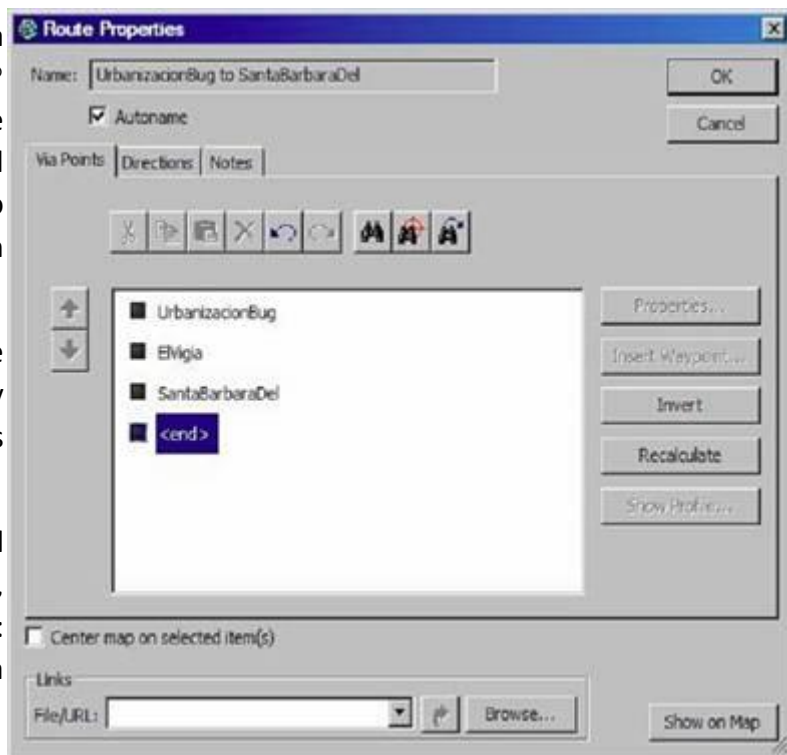 Route Properties
Name: UrbanizacionBug to SantaBarbaraDel
OK
Autoname
Cancel
Via Points Directions Notes
UrbanizacionBug
ElVigia
SantaBarbaraDel
<end>
Properties...
Insert Waypoint...
Invert
Recalculate
Show Profile...
Center map on selected item(s)
Links
File/URL:
Browse...
Show on Map